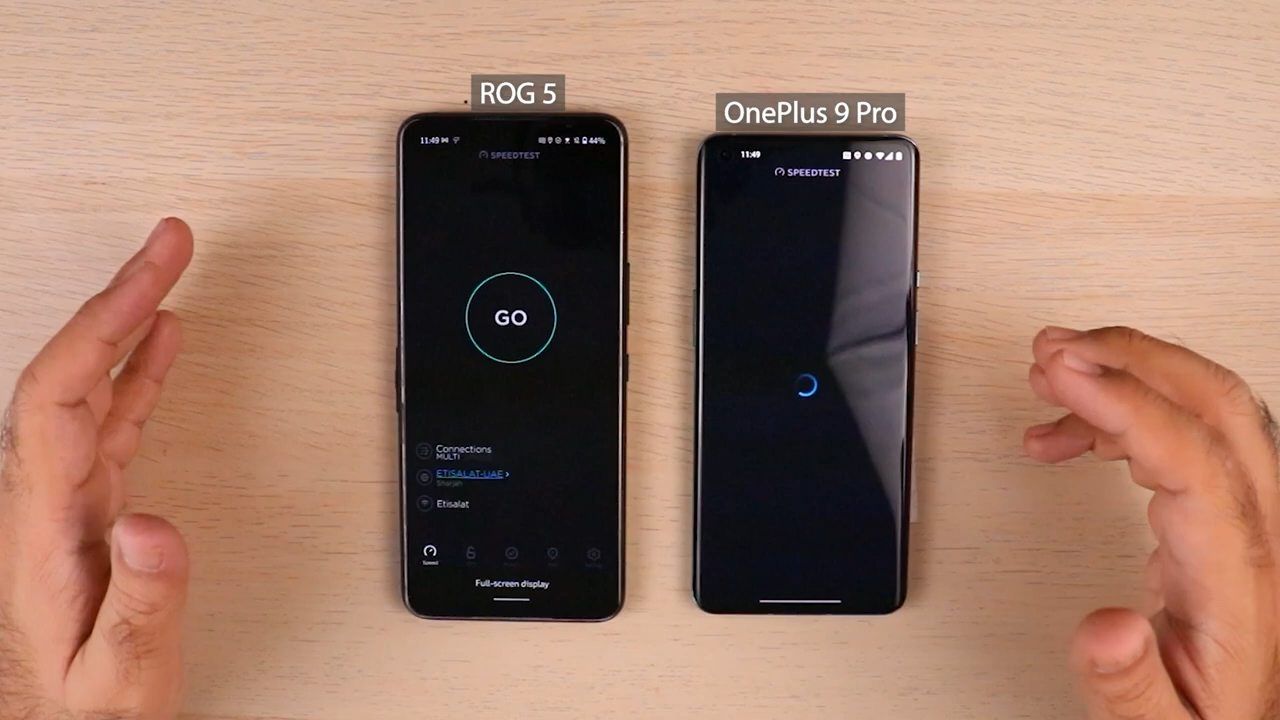 ROG 5
OnePlus 9 Pro
11:49
44%
SPEEDTEST
11:49
SPEEDTEST
GO
Connections
MULTI
ETISALAT-UAE >
Sharjah
Etisalat
Speed
Full-screen display